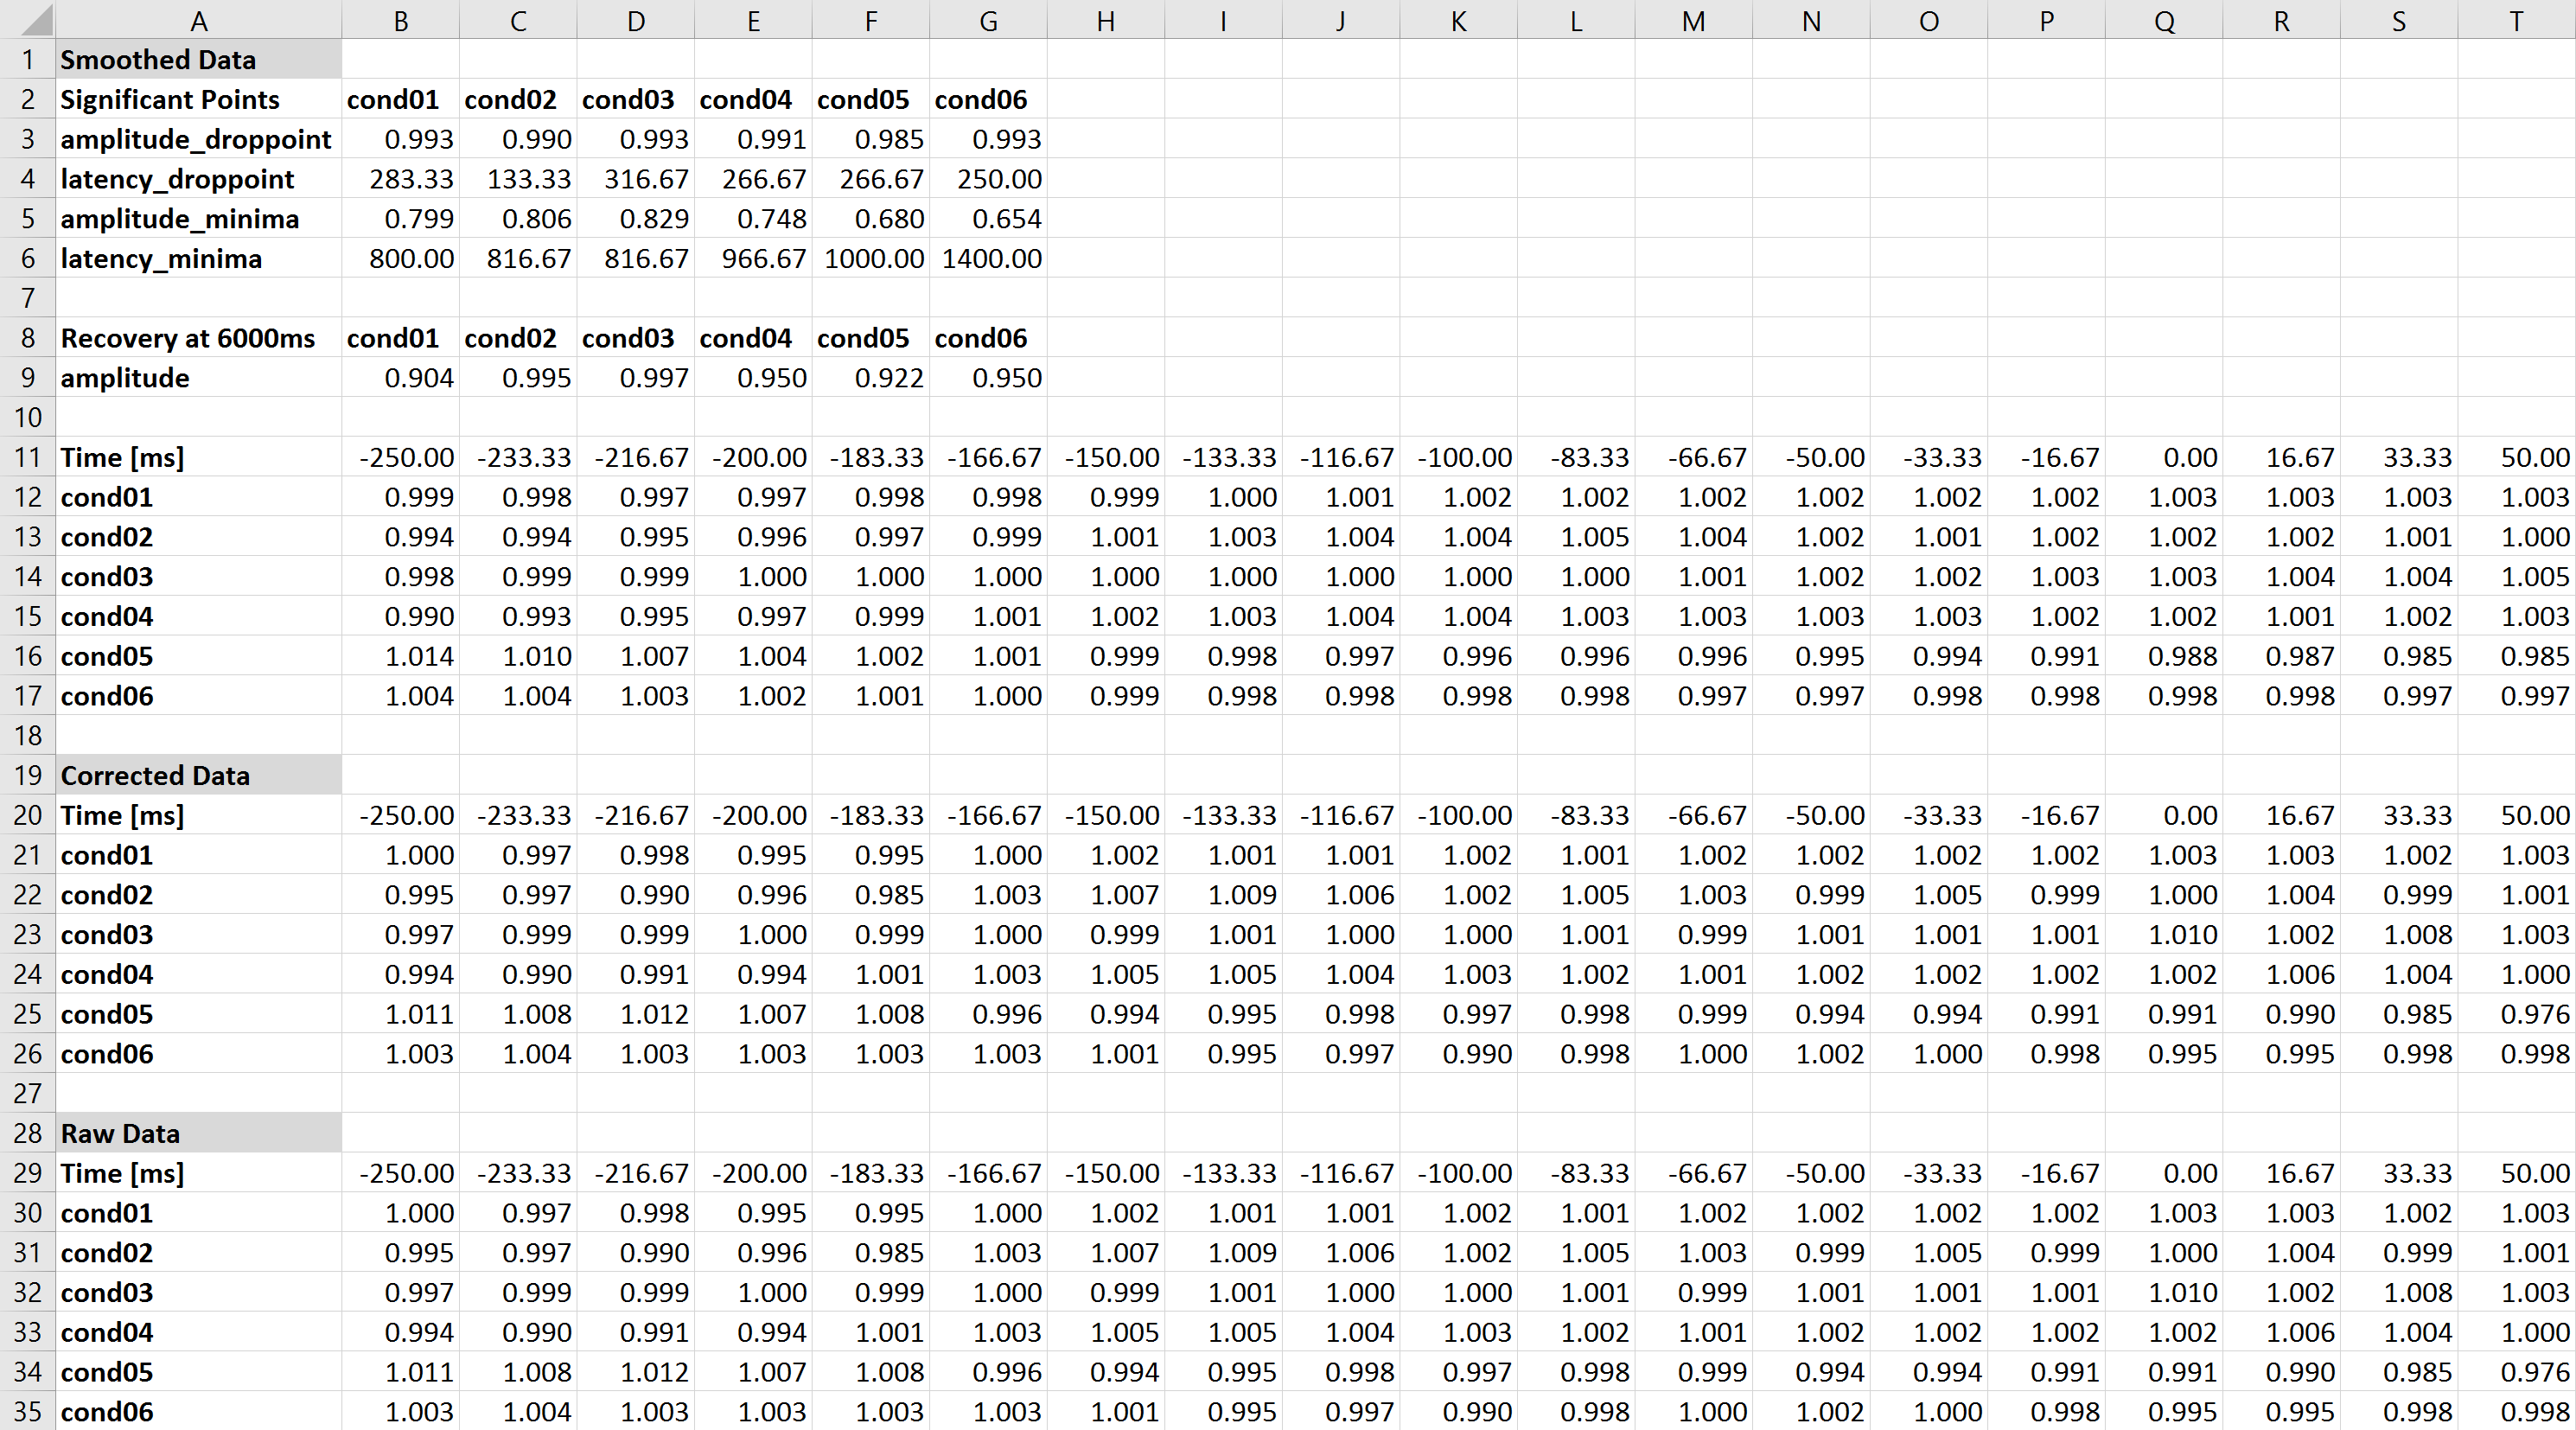 A B C D E F G H I J K L M N O P Q R S T
1 Smoothed Data
2 Significant Points cond01 cond02 cond03 cond04 cond05 cond06
3 amplitude_droppoint 0.993 0.990 0.993 0.991 0.985 0.993
4 latency_droppoint 283.33 133.33 316.67 266.67 266.67 250.00
5 amplitude_minima 0.799 0.806 0.829 0.748 0.680 0.654
6 latency_minima 800.00 816.67 816.67 966.67 1000.00 1400.00
7
8 Recovery at 6000ms cond01 cond02 cond03 cond04 cond05 cond06
9 amplitude 0.904 0.995 0.997 0.950 0.922 0.950
10
11 Time [ms] -250.00 -233.33 -216.67 -200.00 -183.33 -166.67 -150.00 -133.33 -116.67 -100.00 -83.33 -66.67 -50.00 -33.33 -16.67 0.00 16.67 33.33 50.00
12 cond01 0.999 0.998 0.997 0.997 0.998 0.998 0.999 1.000 1.001 1.002 1.002 1.002 1.002 1.002 1.002 1.003 1.003 1.003 1.003
13 cond02 0.994 0.994 0.995 0.996 0.997 0.999 1.001 1.003 1.004 1.004 1.005 1.004 1.002 1.001 1.002 1.002 1.002 1.001 1.000
14 cond03 0.998 0.999 0.999 1.000 1.000 1.000 1.000 1.000 1.000 1.000 1.000 1.001 1.002 1.002 1.003 1.003 1.004 1.004 1.005
15 cond04 0.990 0.993 0.995 0.997 0.999 1.001 1.002 1.003 1.004 1.004 1.003 1.003 1.003 1.003 1.002 1.002 1.001 1.002 1.003
16 cond05 1.014 1.010 1.007 1.004 1.002 1.001 0.999 0.998 0.997 0.996 0.996 0.996 0.995 0.994 0.991 0.988 0.987 0.985 0.985
17 cond06 1.004 1.004 1.003 1.002 1.001 1.000 0.999 0.998 0.998 0.998 0.998 0.997 0.997 0.998 0.998 0.998 0.998 0.997 0.997
18
19 Corrected Data
20 Time [ms] -250.00 -233.33 -216.67 -200.00 -183.33 -166.67 -150.00 -133.33 -116.67 -100.00 -83.33 -66.67 -50.00 -33.33 -16.67 0.00 16.67 33.33 50.00
21 cond01 1.000 0.997 0.998 0.995 0.995 1.000 1.002 1.001 1.001 1.002 1.001 1.002 1.002 1.002 1.002 1.003 1.003 1.002 1.003
22 cond02 0.995 0.997 0.990 0.996 0.985 1.003 1.007 1.009 1.006 1.002 1.005 1.003 0.999 1.005 0.999 1.000 1.004 0.999 1.001
23 cond03 0.997 0.999 0.999 1.000 0.999 1.000 0.999 1.001 1.000 1.000 1.001 0.999 1.001 1.001 1.001 1.010 1.002 1.008 1.003
24 cond04 0.994 0.990 0.991 0.994 1.001 1.003 1.005 1.005 1.004 1.003 1.002 1.001 1.002 1.002 1.002 1.002 1.006 1.004 1.000
25 cond05 1.011 1.008 1.012 1.007 1.008 0.996 0.994 0.995 0.998 0.997 0.998 0.999 0.994 0.994 0.991 0.991 0.990 0.985 0.976
26 cond06 1.003 1.004 1.003 1.003 1.003 1.003 1.001 0.995 0.997 0.990 0.998 1.000 1.002 1.000 0.998 0.995 0.995 0.998 0.998
27
28 Raw Data
29 Time [ms] -250.00 -233.33 -216.67 -200.00 -183.33 -166.67 -150.00 -133.33 -116.67 -100.00 -83.33 -66.67 -50.00 -33.33 -16.67 0.00 16.67 33.33 50.00
30 cond01 1.000 0.997 0.998 0.995 0.995 1.000 1.002 1.001 1.001 1.002 1.001 1.002 1.002 1.002 1.002 1.003 1.003 1.002 1.003
31 cond02 0.995 0.997 0.990 0.996 0.985 1.003 1.007 1.009 1.006 1.002 1.005 1.003 0.999 1.005 0.999 1.000 1.004 0.999 1.001
32 cond03 0.997 0.999 0.999 1.000 0.999 1.000 0.999 1.001 1.000 1.000 1.001 0.999 1.001 1.001 1.001 1.010 1.002 1.008 1.003
33 cond04 0.994 0.990 0.991 0.994 1.001 1.003 1.005 1.005 1.004 1.003 1.002 1.001 1.002 1.002 1.002 1.002 1.006 1.004 1.000
34 cond05 1.011 1.008 1.012 1.007 1.008 0.996 0.994 0.995 0.998 0.997 0.998 0.999 0.994 0.994 0.991 0.991 0.990 0.985 0.976
35 cond06 1.003 1.004 1.003 1.003 1.003 1.003 1.001 0.995 0.997 0.990 0.998 1.000 1.002 1.000 0.998 0.995 0.995 0.998 0.998